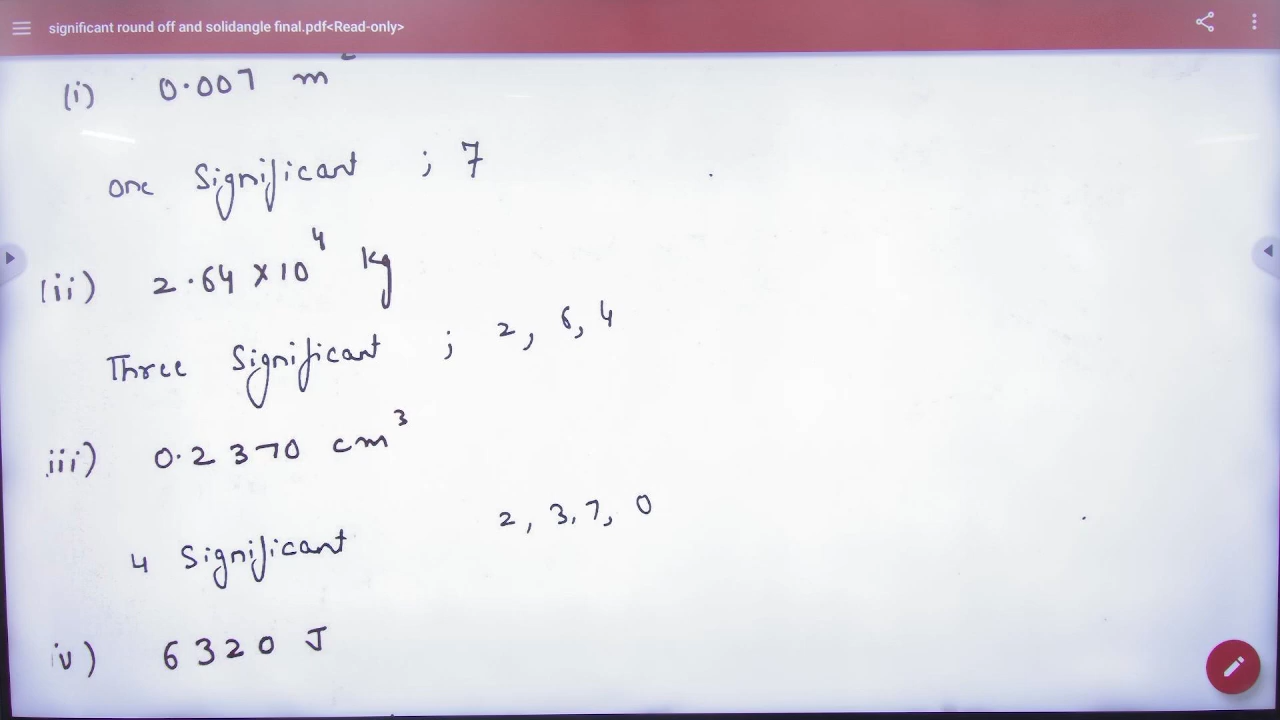 significant round off and solidangle final.pdf<Read-only>
(i) 0.007 m²
One Significant ; 7
(ii) 2.64 × 10⁴ kg
Three Significant ; 2, 6, 4
iii) 0.2370 cm³
4 Significant 2, 3, 7, 0
iv) 6320 J